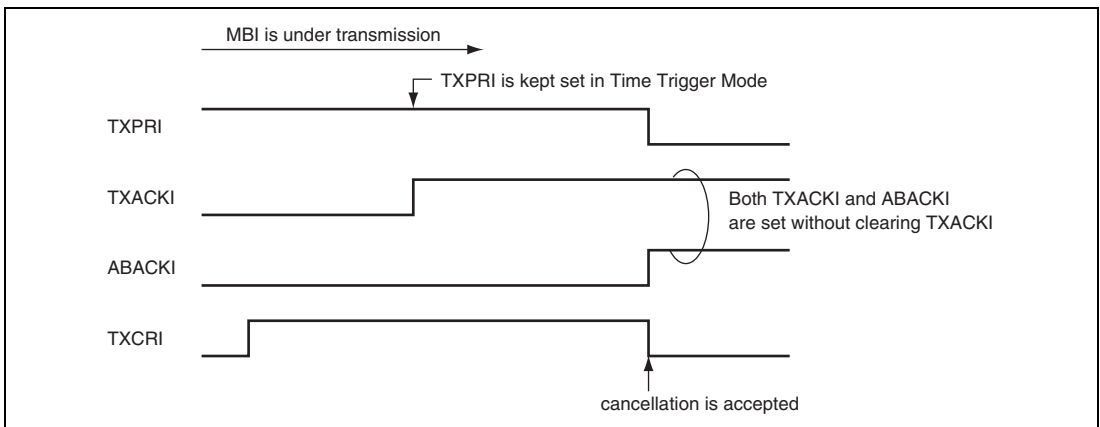 MBI is under transmission
TXPRI is kept set in Time Trigger Mode
TXPRI
TXACKI
Both TXACKI and ABACKI
are set without clearing TXACKI
ABACKI
TXCRI
cancellation is accepted